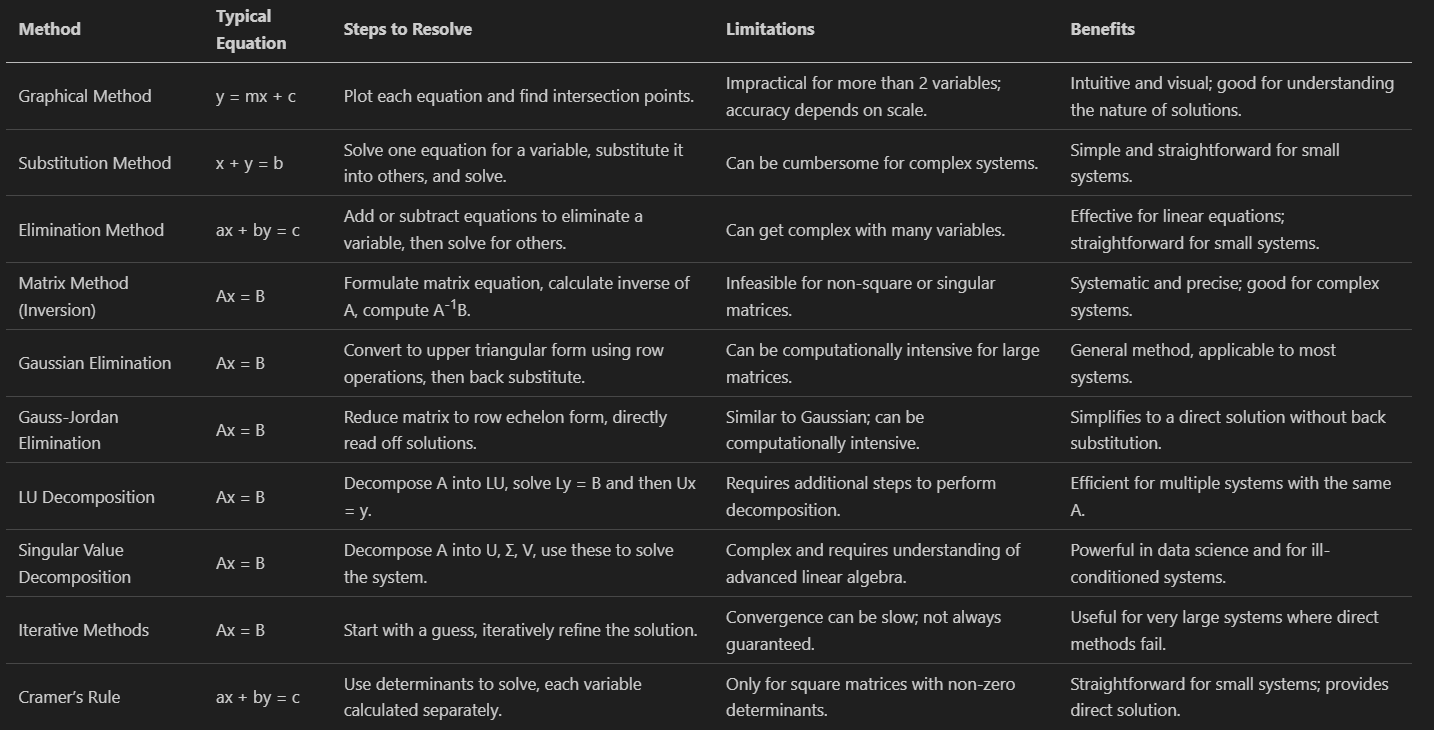 Method
Typical
Equation
Steps to Resolve
Limitations
Benefits
Graphical Method
y = mx + c
Plot each equation and find intersection points.
Impractical for more than 2 variables;
accuracy depends on scale.
Intuitive and visual; good for understanding
the nature of solutions.
Substitution Method
x + y = b
Solve one equation for a variable, substitute it
into others, and solve.
Can be cumbersome for complex systems.
Simple and straightforward for small
systems.
Elimination Method
ax + by = c
Add or subtract equations to eliminate a
variable, then solve for others.
Can get complex with many variables.
Effective for linear equations;
straightforward for small systems.
Matrix Method
(Inversion)
Ax = B
Formulate matrix equation, calculate inverse of
A, compute A⁻¹B.
Infeasible for non-square or singular
matrices.
Systematic and precise; good for complex
systems.
Gaussian Elimination
Ax = B
Convert to upper triangular form using row
operations, then back substitute.
Can be computationally intensive for large
matrices.
General method, applicable to most
systems.
Gauss-Jordan
Elimination
Ax = B
Reduce matrix to row echelon form, directly
read off solutions.
Similar to Gaussian; can be
computationally intensive.
Simplifies to a direct solution without back
substitution.
LU Decomposition
Ax = B
Decompose A into LU, solve Ly = B and then Ux
= y.
Requires additional steps to perform
decomposition.
Efficient for multiple systems with the same
A.
Singular Value
Decomposition
Ax = B
Decompose A into U, Σ, V, use these to solve
the system.
Complex and requires understanding of
advanced linear algebra.
Powerful in data science and for ill-
conditioned systems.
Iterative Methods
Ax = B
Start with a guess, iteratively refine the solution.
Convergence can be slow; not always
guaranteed.
Useful for very large systems where direct
methods fail.
Cramer’s Rule
ax + by = c
Use determinants to solve, each variable
calculated separately.
Only for square matrices with non-zero
determinants.
Straightforward for small systems; provides
direct solution.